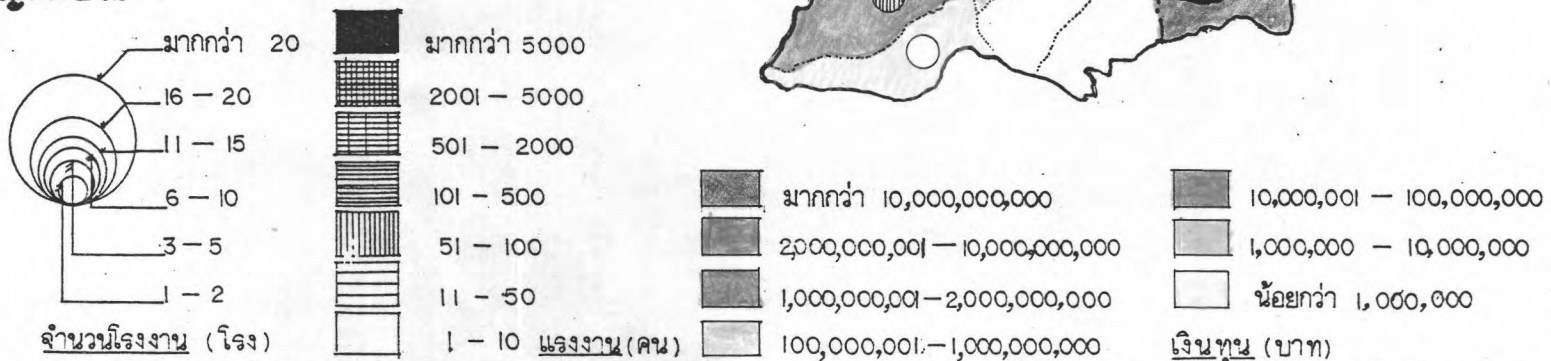 มากกว่า 20
16 – 20
11 – 15
6 – 10
3 – 5
1 – 2
จำนวนโรงงาน (โรง)
มากกว่า 5000
2001 – 5000
501 – 2000
101 – 500
51 – 100
11 – 50
1 – 10 แรงงาน(คน)
มากกว่า 10,000,000,000
2,000,000,001 – 10,000,000,000
1,000,000,001 – 2,000,000,000
100,000,001 – 1,000,000,000
10,000,001 – 100,000,000
1,000,000 – 10,000,000
น้อยกว่า 1,000,000
เงินทุน (บาท)